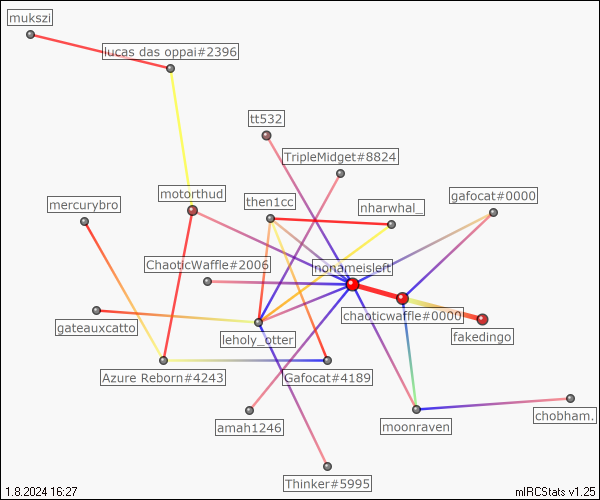 mukszi
lucas das oppai#2396
tt532
TripleMidget#8824
motorthud
then1cc
gafocat#0000
mercurybro
nharwhal_
ChaoticWaffle#2006
nonameisleft
chaoticwaffle#0000
gateauxcatto
leholy_otter
fakedingo
Azure Reborn#4243
Gafocat#4189
chobham.
amah1246
moonraven
Thinker#5995
1.8.2024 16:27
mIRCStats v1.25